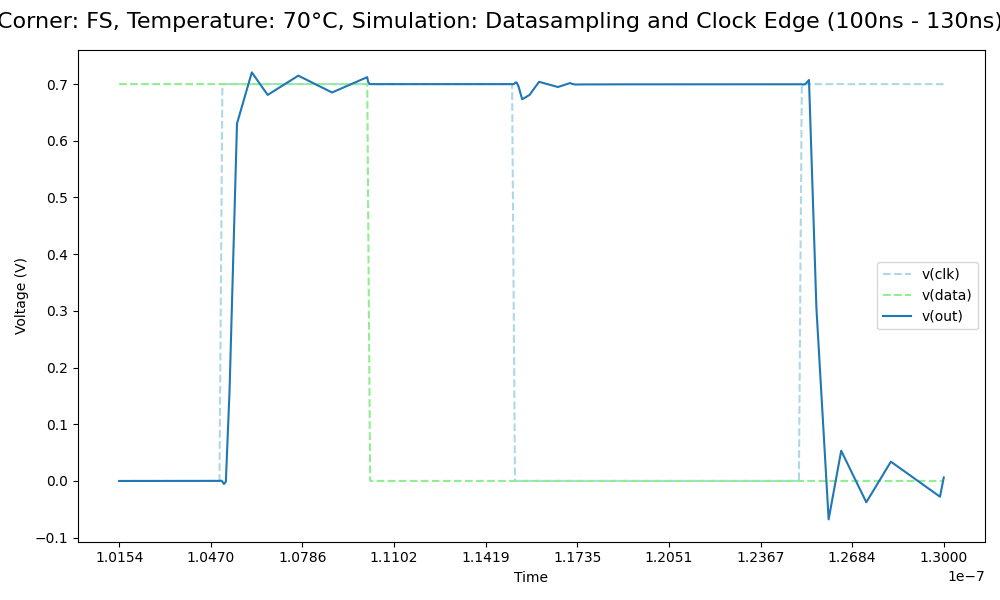 Corner: FS, Temperature: 70°C, Simulation: Datasampling and Clock Edge (100ns - 130ns)
0.7
0.6
0.5
0.4
0.3
0.2
0.1
0.0
−0.1
Voltage (V)
v(clk)
v(data)
v(out)
1.0154 1.0470 1.0786 1.1102 1.1419 1.1735 1.2051 1.2367 1.2684 1.3000
Time
1e−7